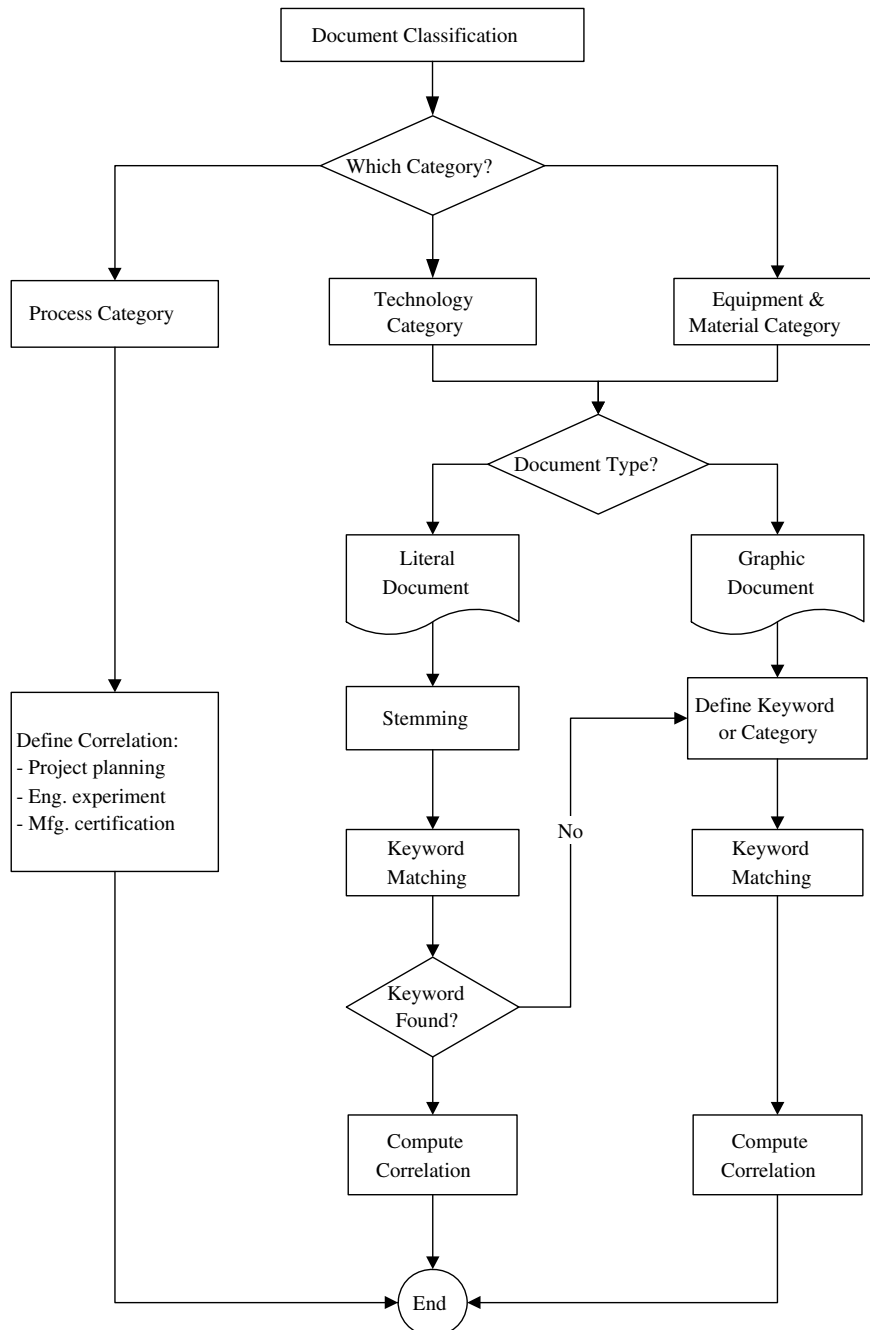 Document Classification
Which Category?
Process Category
Technology
Category
Equipment &
Material Category
Document Type?
Literal
Document
Graphic
Document
Stemming
Define Keyword
or Category
Define Correlation:
- Project planning
- Eng. experiment
- Mfg. certification
No
Keyword
Matching
Keyword
Matching
Keyword
Found?
Compute
Correlation
Compute
Correlation
End